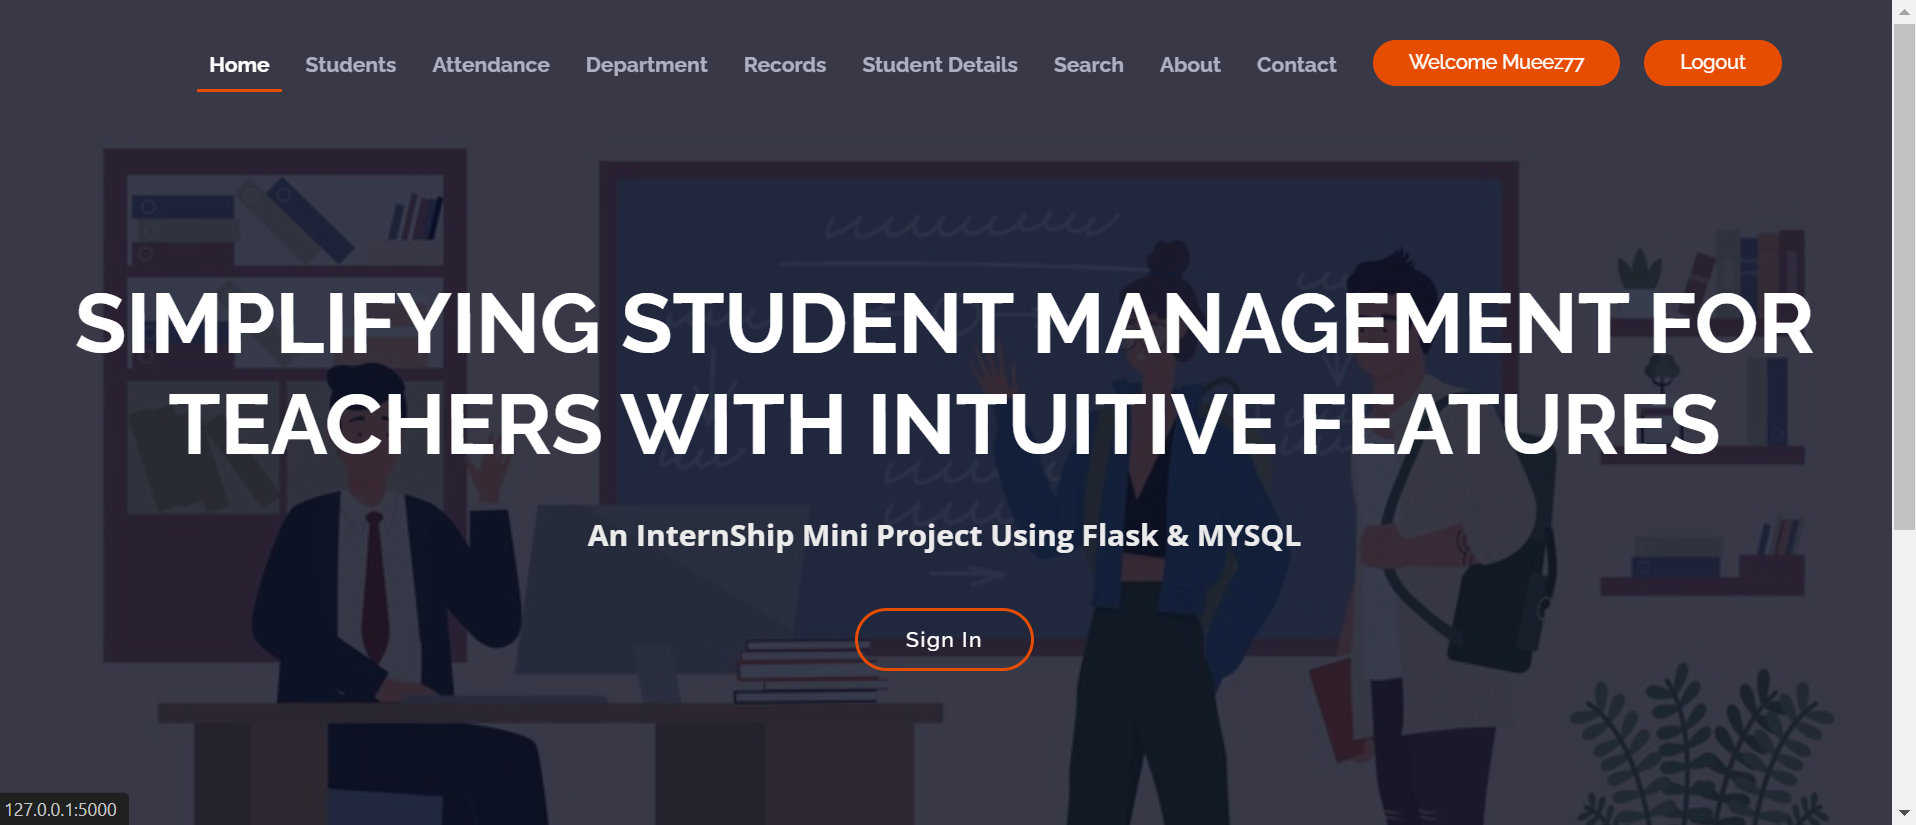 Home Students Attendance Department Records Student Details Search About Contact Welcome Mueez77 Logout
SIMPLIFYING STUDENT MANAGEMENT FOR
TEACHERS WITH INTUITIVE FEATURES
An InternShip Mini Project Using Flask & MYSQL
Sign In
127.0.0.1:5000